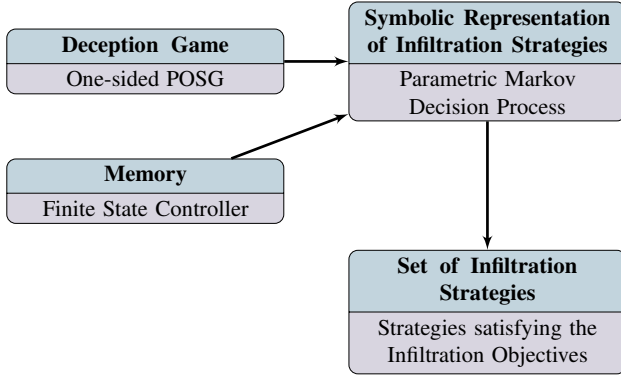 Deception Game
One-sided POSG
Symbolic Representation
of Infiltration Strategies
Parametric Markov
Decision Process
Memory
Finite State Controller
Set of Infiltration
Strategies
Strategies satisfying the
Infiltration Objectives